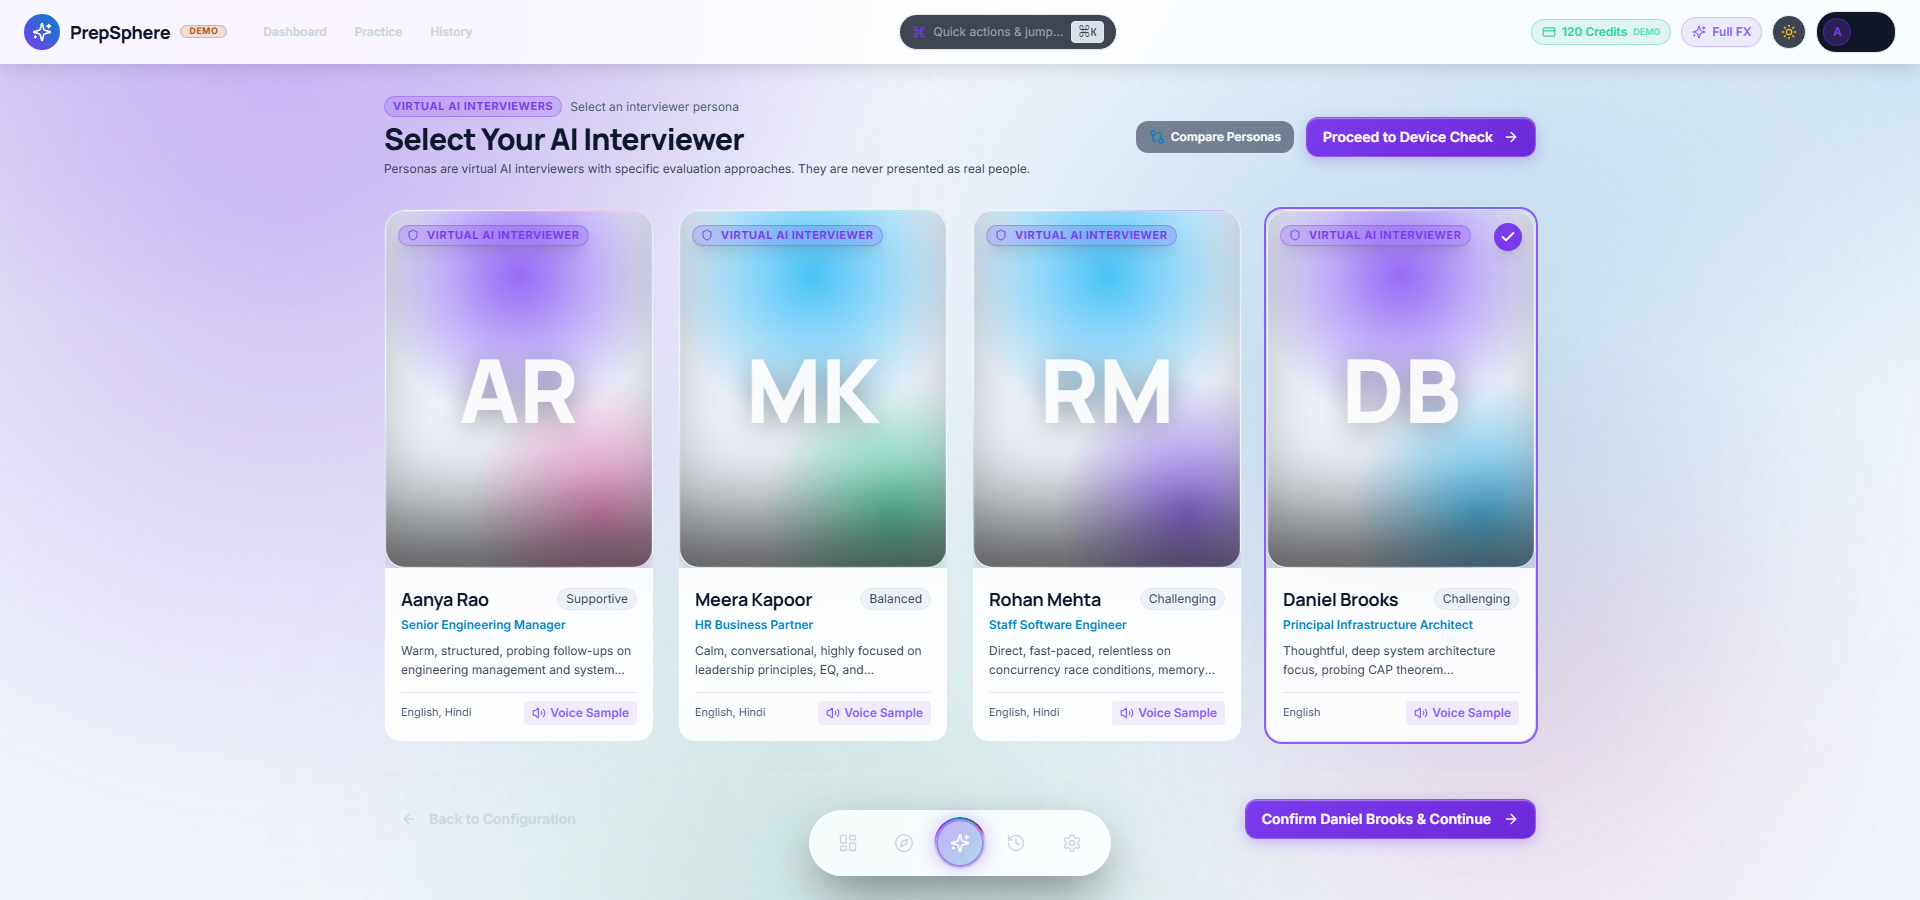 PrepSphere DEMO Dashboard Practice History Quick actions & jump... ⌘K 120 Credits DEMO Full FX A
VIRTUAL AI INTERVIEWERS Select an interviewer persona
Select Your AI Interviewer
Personas are virtual AI interviewers with specific evaluation approaches. They are never presented as real people.
Compare Personas Proceed to Device Check
VIRTUAL AI INTERVIEWER
AR
Aanya Rao Supportive
Senior Engineering Manager
Warm, structured, probing follow-ups on
engineering management and system...
English, Hindi Voice Sample
VIRTUAL AI INTERVIEWER
MK
Meera Kapoor Balanced
HR Business Partner
Calm, conversational, highly focused on
leadership principles, EQ, and...
English, Hindi Voice Sample
VIRTUAL AI INTERVIEWER
RM
Rohan Mehta Challenging
Staff Software Engineer
Direct, fast-paced, relentless on
concurrency race conditions, memory...
English, Hindi Voice Sample
VIRTUAL AI INTERVIEWER
DB
Daniel Brooks Challenging
Principal Infrastructure Architect
Thoughtful, deep system architecture
focus, probing CAP theorem...
English Voice Sample
Back to Configuration Confirm Daniel Brooks & Continue